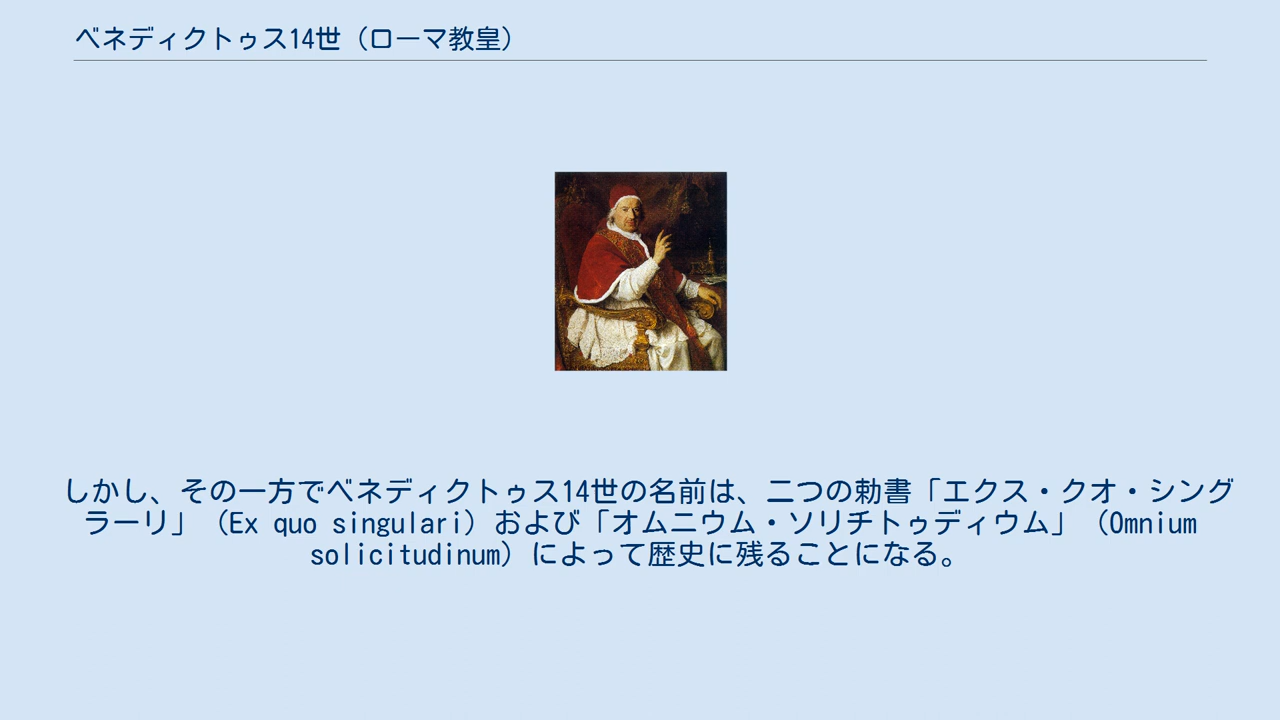 ベネディクトゥス14世（ローマ教皇）
しかし、その一方でベネディクトゥス14世の名前は、二つの勅書「エクス・クオ・シング
ラーリ」（Ex quo singulari）および「オムニウム・ソリチトゥディウム」（Omnium
solicitudinum）によって歴史に残ることになる。